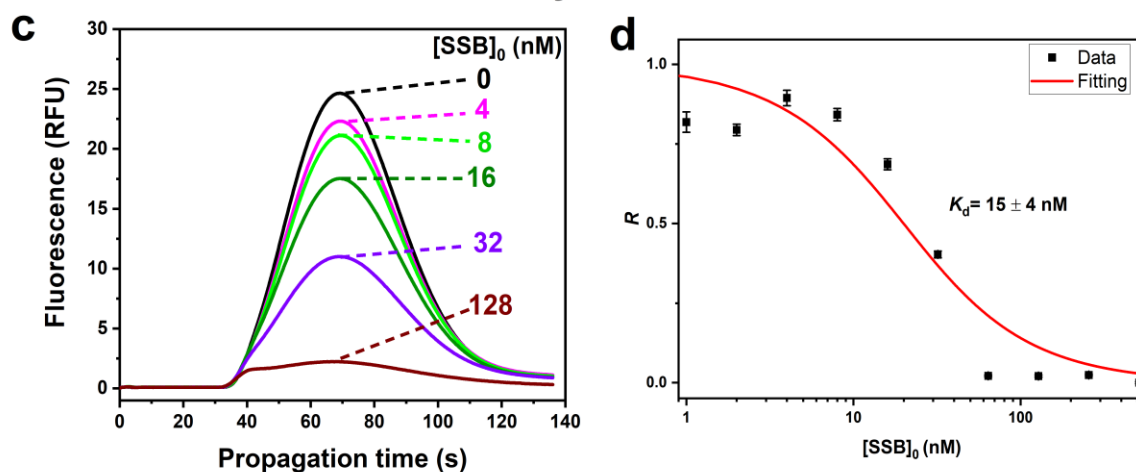 c
[SSB]0 (nM)
0
4
8
16
32
128
30
25
20
15
10
5
0
Fluorescence (RFU)
0 20 40 60 80 100 120 140
Propagation time (s)
d
Data
Fitting
Kd= 15 ± 4 nM
1.0
0.5
0.0
R
1 10 100
[SSB]0 (nM)